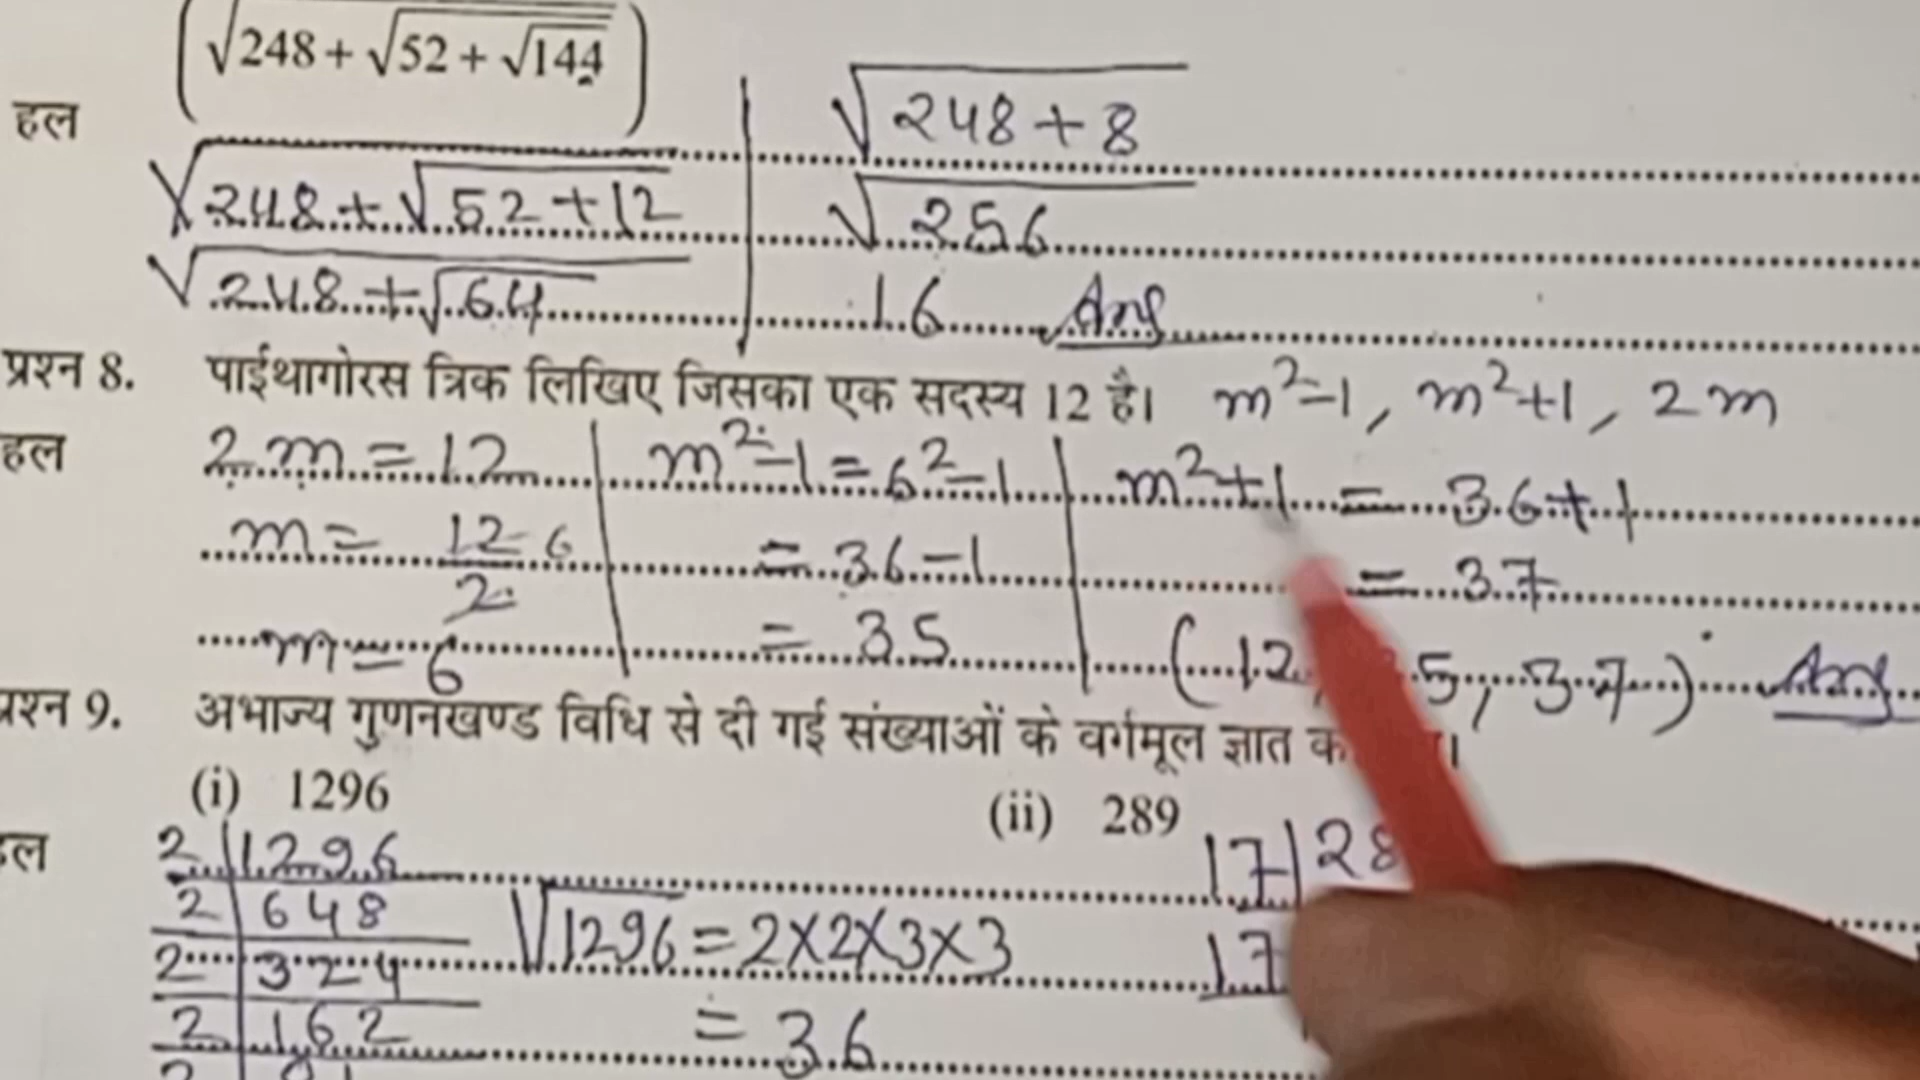 (√248 + √52 + √144)
हल
√248 + √52 + 12
√248 + √64
√248 + 8
√256
16 Ans
प्रश्न 8. पाईथागोरस त्रिक लिखिए जिसका एक सदस्य 12 है। m²-1, m²+1, 2m
हल
2m = 12
m = 12/2 6
m = 6
m²-1 = 6²-1
= 36-1
= 35
m²+1 = 36+1
= 37
(12, 5, 37) Ans
प्रश्न 9. अभाज्य गुणनखण्ड विधि से दी गई संख्याओं के वर्गमूल ज्ञात
(i) 1296 (ii) 289
हल
2 | 1296
2 | 648
2 | 324
2 | 162
√1296 = 2×2×3×3
= 36
17 | 28
17